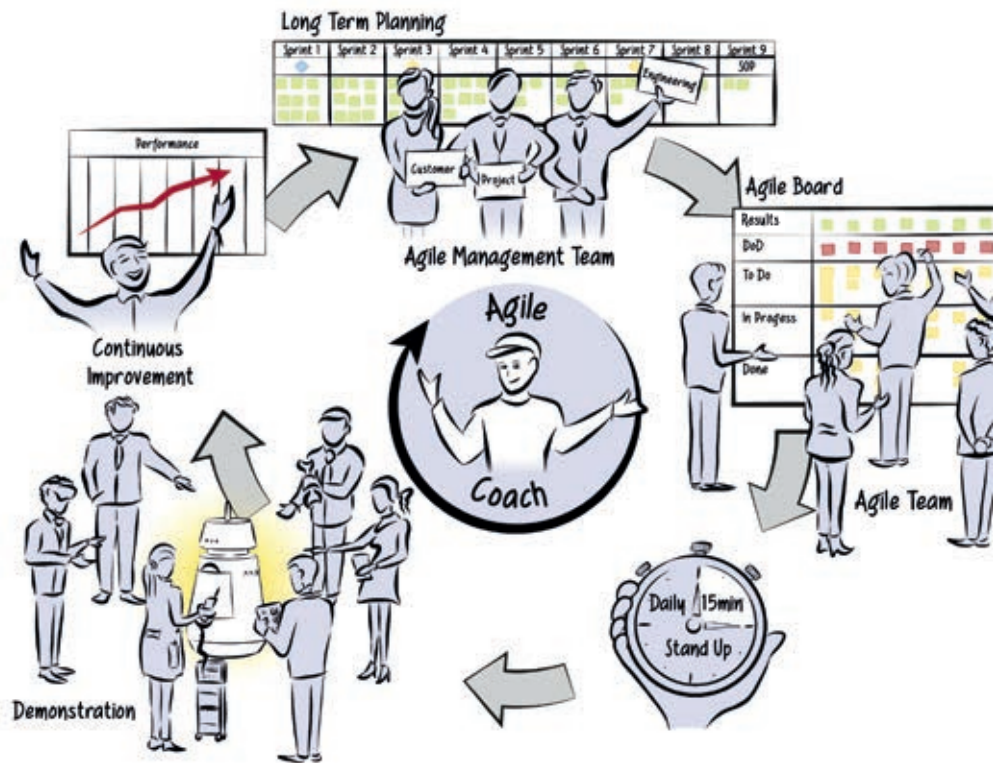 Long Term Planning
Sprint 1 Sprint 2 Sprint 3 Sprint 4 Sprint 5 Sprint 6 Sprint 7 Sprint 8 Sprint 9
SOP
Engineering
Customer
Project
Agile Management Team
Performance
Continuous
Improvement
Agile Board
Results
DoD
To Do
In Progess
Done
Agile Team
Agile
Coach
Daily 15min
Stand Up
Demonstration